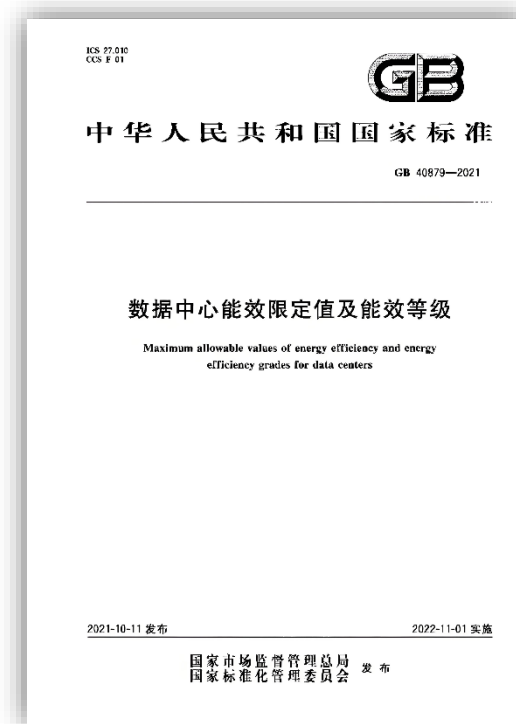 ICS 27.010
CCS F 01
GB
中华人民共和国国家标准
GB 40879—2021
数据中心能效限定值及能效等级
Maximum allowable values of energy efficiency and energy
efficiency grades for data centers
2021-10-11 发布
2022-11-01 实施
国家市场监督管理总局
国家标准化管理委员会
发布